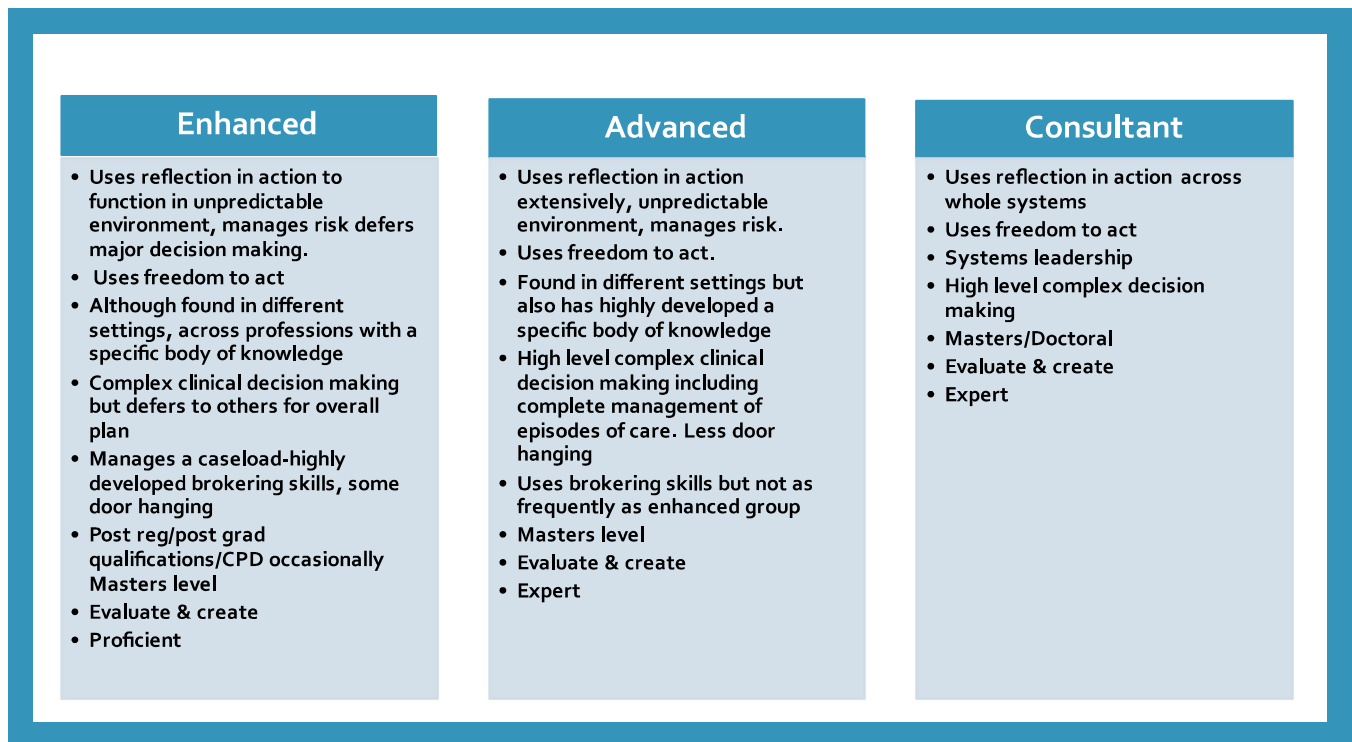 Enhanced
• Uses reflection in action to
function in unpredictable
environment, manages risk defers
major decision making.
• Uses freedom to act
• Although found in different
settings, across professions with a
specific body of knowledge
• Complex clinical decision making
but defers to others for overall
plan
• Manages a caseload-highly
developed brokering skills, some
door hanging
• Post reg/post grad
qualifications/CPD occasionally
Masters level
• Evaluate & create
• Proficient
Advanced
• Uses reflection in action
extensively, unpredictable
environment, manages risk.
• Uses freedom to act.
• Found in different settings but
also has highly developed a
specific body of knowledge
• High level complex clinical
decision making including
complete management of
episodes of care. Less door
hanging
• Uses brokering skills but not as
frequently as enhanced group
• Masters level
• Evaluate & create
• Expert
Consultant
• Uses reflection in action across
whole systems
• Uses freedom to act
• Systems leadership
• High level complex decision
making
• Masters/Doctoral
• Evaluate & create
• Expert